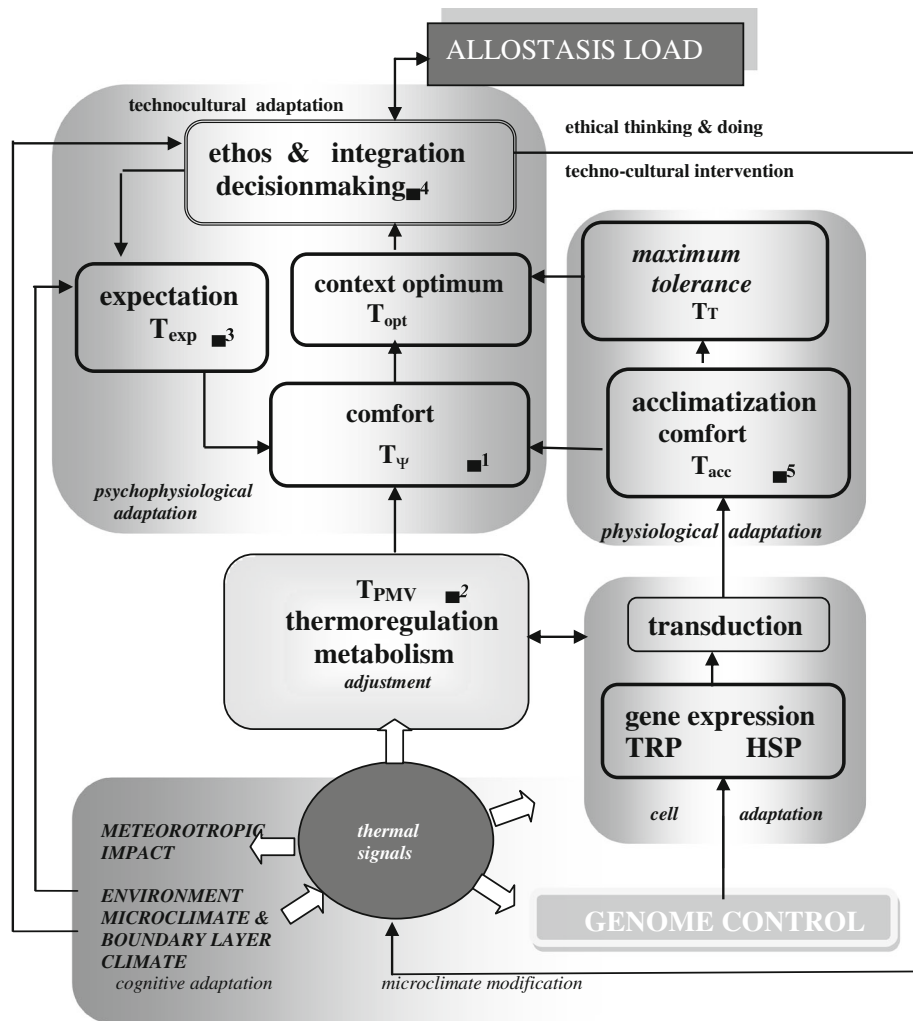 ALLOSTASIS LOAD
technocultural adaptation
ethical thinking & doing
techno-cultural intervention
ethos & integration
decisionmaking■4
expectation
Texp ■3
context optimum
Topt
maximum
tolerance
TT
comfort
TΨ ■1
acclimatization
comfort
Tacc ■5
psychophysiological
adaptation
physiological adaptation
TPMV ■2
thermoregulation
metabolism
adjustment
transduction
gene expression
TRP HSP
cell adaptation
thermal
signals
METEOROTROPIC
IMPACT
ENVIRONMENT
MICROCLIMATE &
BOUNDARY LAYER
CLIMATE
cognitive adaptation
GENOME CONTROL
microclimate modification